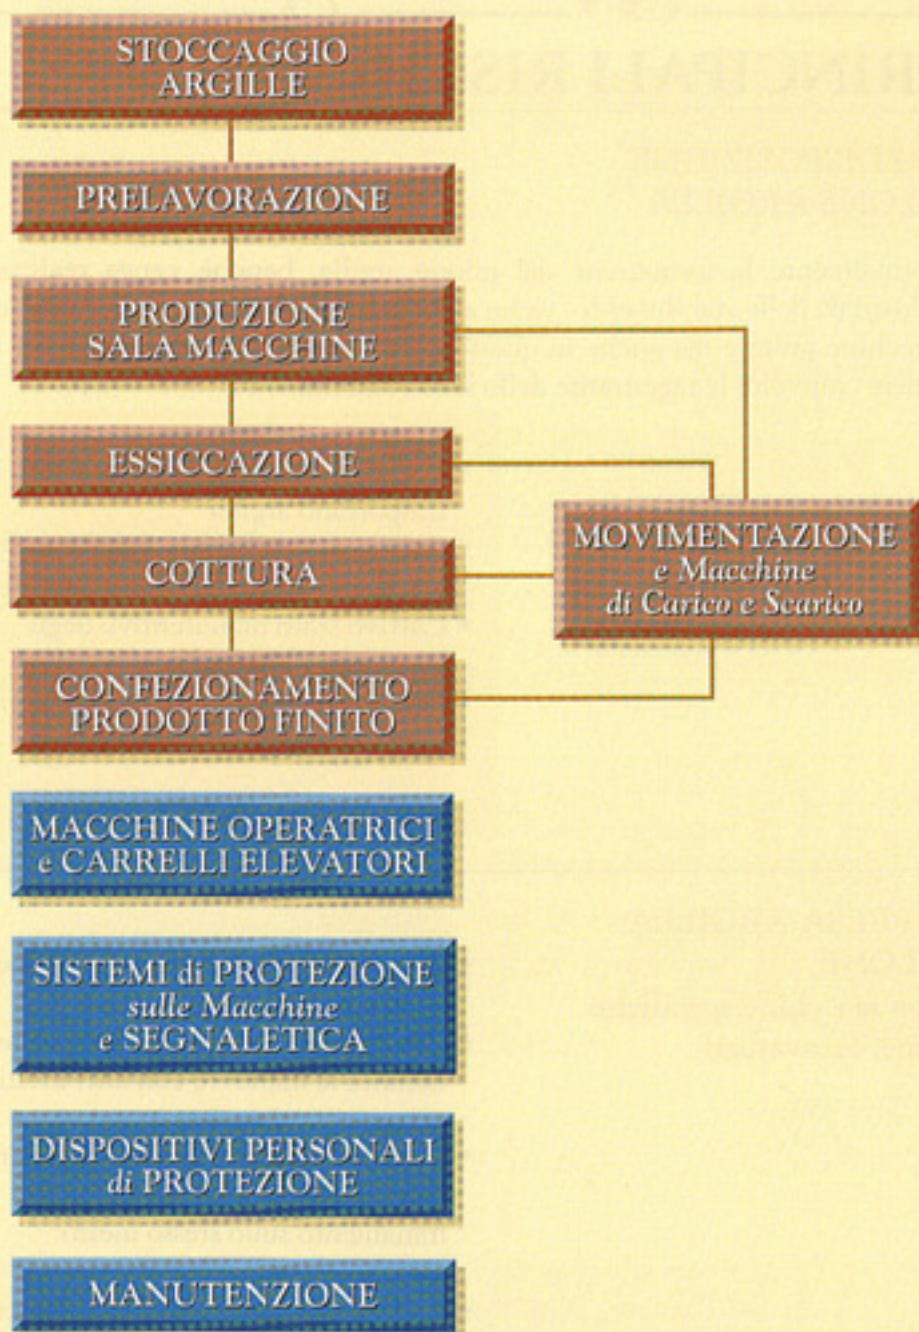 STOCCAGGIO
ARGILLE
PRELAVORAZIONE
PRODUZIONE
SALA MACCHINE
ESSICCAZIONE
COTTURA
MOVIMENTAZIONE
e Macchine
di Carico e Scarico
CONFEZIONAMENTO
PRODOTTO FINITO
MACCHINE OPERATRICI
e CARRELLI ELEVATORI
SISTEMI di PROTEZIONE
sulle Macchine
e SEGNALETICA
DISPOSITIVI PERSONALI
di PROTEZIONE
MANUTENZIONE